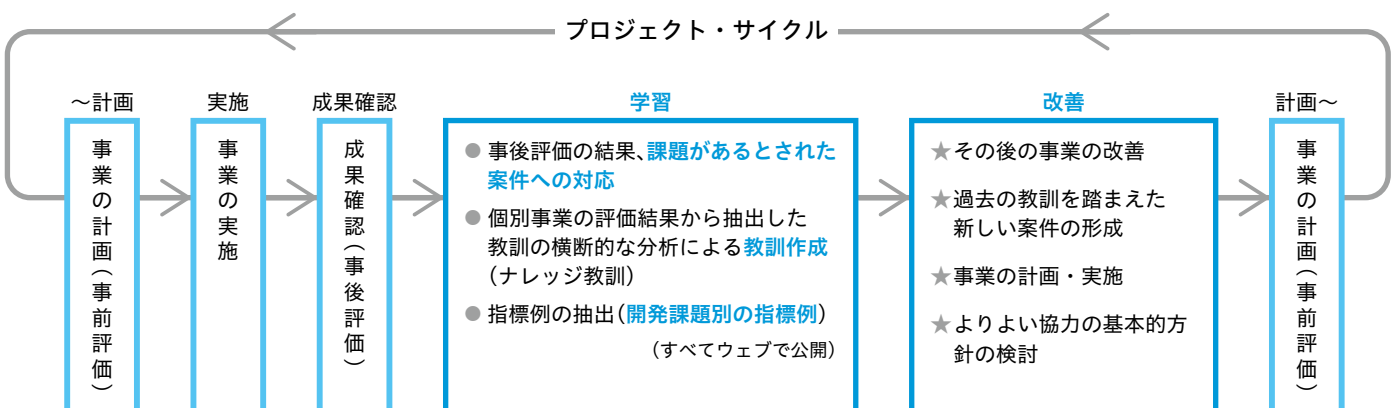 プロジェクト・サイクル
～計画
事業の計画（事前評価）
実施
事業の実施
成果確認
成果確認（事後評価）
学習
● 事後評価の結果、課題があるとされた
案件への対応
● 個別事業の評価結果から抽出した
教訓の横断的な分析による教訓作成
（ナレッジ教訓）
● 指標例の抽出（開発課題別の指標例）
（すべてウェブで公開）
改善
★その後の事業の改善
★過去の教訓を踏まえた
新しい案件の形成
★事業の計画・実施
★よりよい協力の基本的方
針の検討
計画～
事業の計画（事前評価）